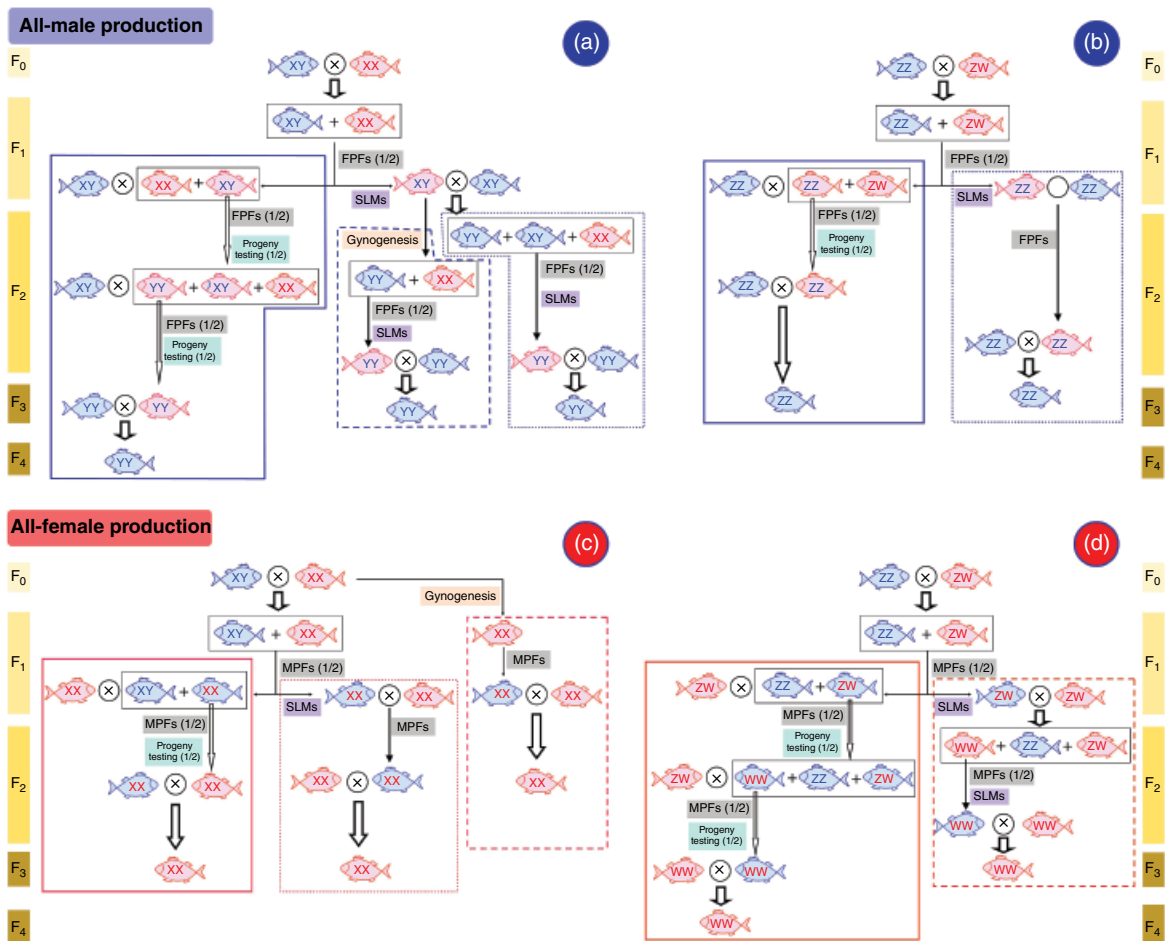 All-male production
(a)
(b)
F0
XY × XX
ZZ × ZW
F0
F1
XY + XX
ZZ + ZW
F1
FPFs (1/2)
FPFs (1/2)
XY × XX + XY
SLMs
XY × XY
ZZ × ZZ + ZW
SLMs
ZZ ZZ
FPFs (1/2)
Progeny
testing (1/2)
Gynogenesis
YY + XY + XX
FPFs (1/2)
Progeny
testing (1/2)
FPFs
F2
XY × YY + XY + XX
YY + XX
FPFs (1/2)
SLMs
ZZ × ZZ
F2
FPFs (1/2)
Progeny
testing (1/2)
FPFs (1/2)
SLMs
YY × YY
YY × YY
ZZ × ZZ
F3
YY × YY
YY
YY
ZZ
ZZ
F3
F4
YY
F4
All-female production
(c)
(d)
F0
XY × XX
Gynogenesis
ZZ × ZW
F0
F1
XY + XX
XX
ZZ + ZW
F1
MPFs (1/2)
MPFs
MPFs (1/2)
XX × XY + XX
SLMs
XX × XX
XX × XX
ZW × ZZ + ZW
SLMs
ZW × ZW
MPFs (1/2)
Progeny
testing (1/2)
MPFs
MPFs (1/2)
Progeny
testing (1/2)
WW + ZZ + ZW
F2
XX × XX
XX × XX
XX
ZW × WW + ZZ + ZW
MPFs (1/2)
SLMs
F2
MPFs (1/2)
Progeny
testing (1/2)
WW × WW
F3
XX
XX
WW × WW
WW
F3
F4
WW
F4